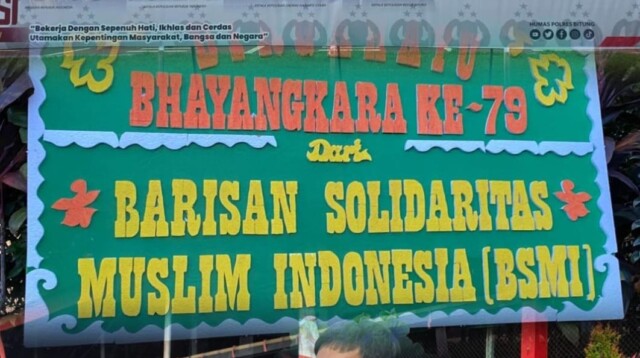 "Bekerja Dengan Sepenuh Hati, Ikhlas dan Cerdas
Utamakan Kepentingan Masyarakat, Bangsa dan Negara"
HUMAS POLRES BITUNG
BHAYANGKARA KE-79
Dari
BARISAN SOLIDARITAS
MUSLIM INDONESIA (BSMI)